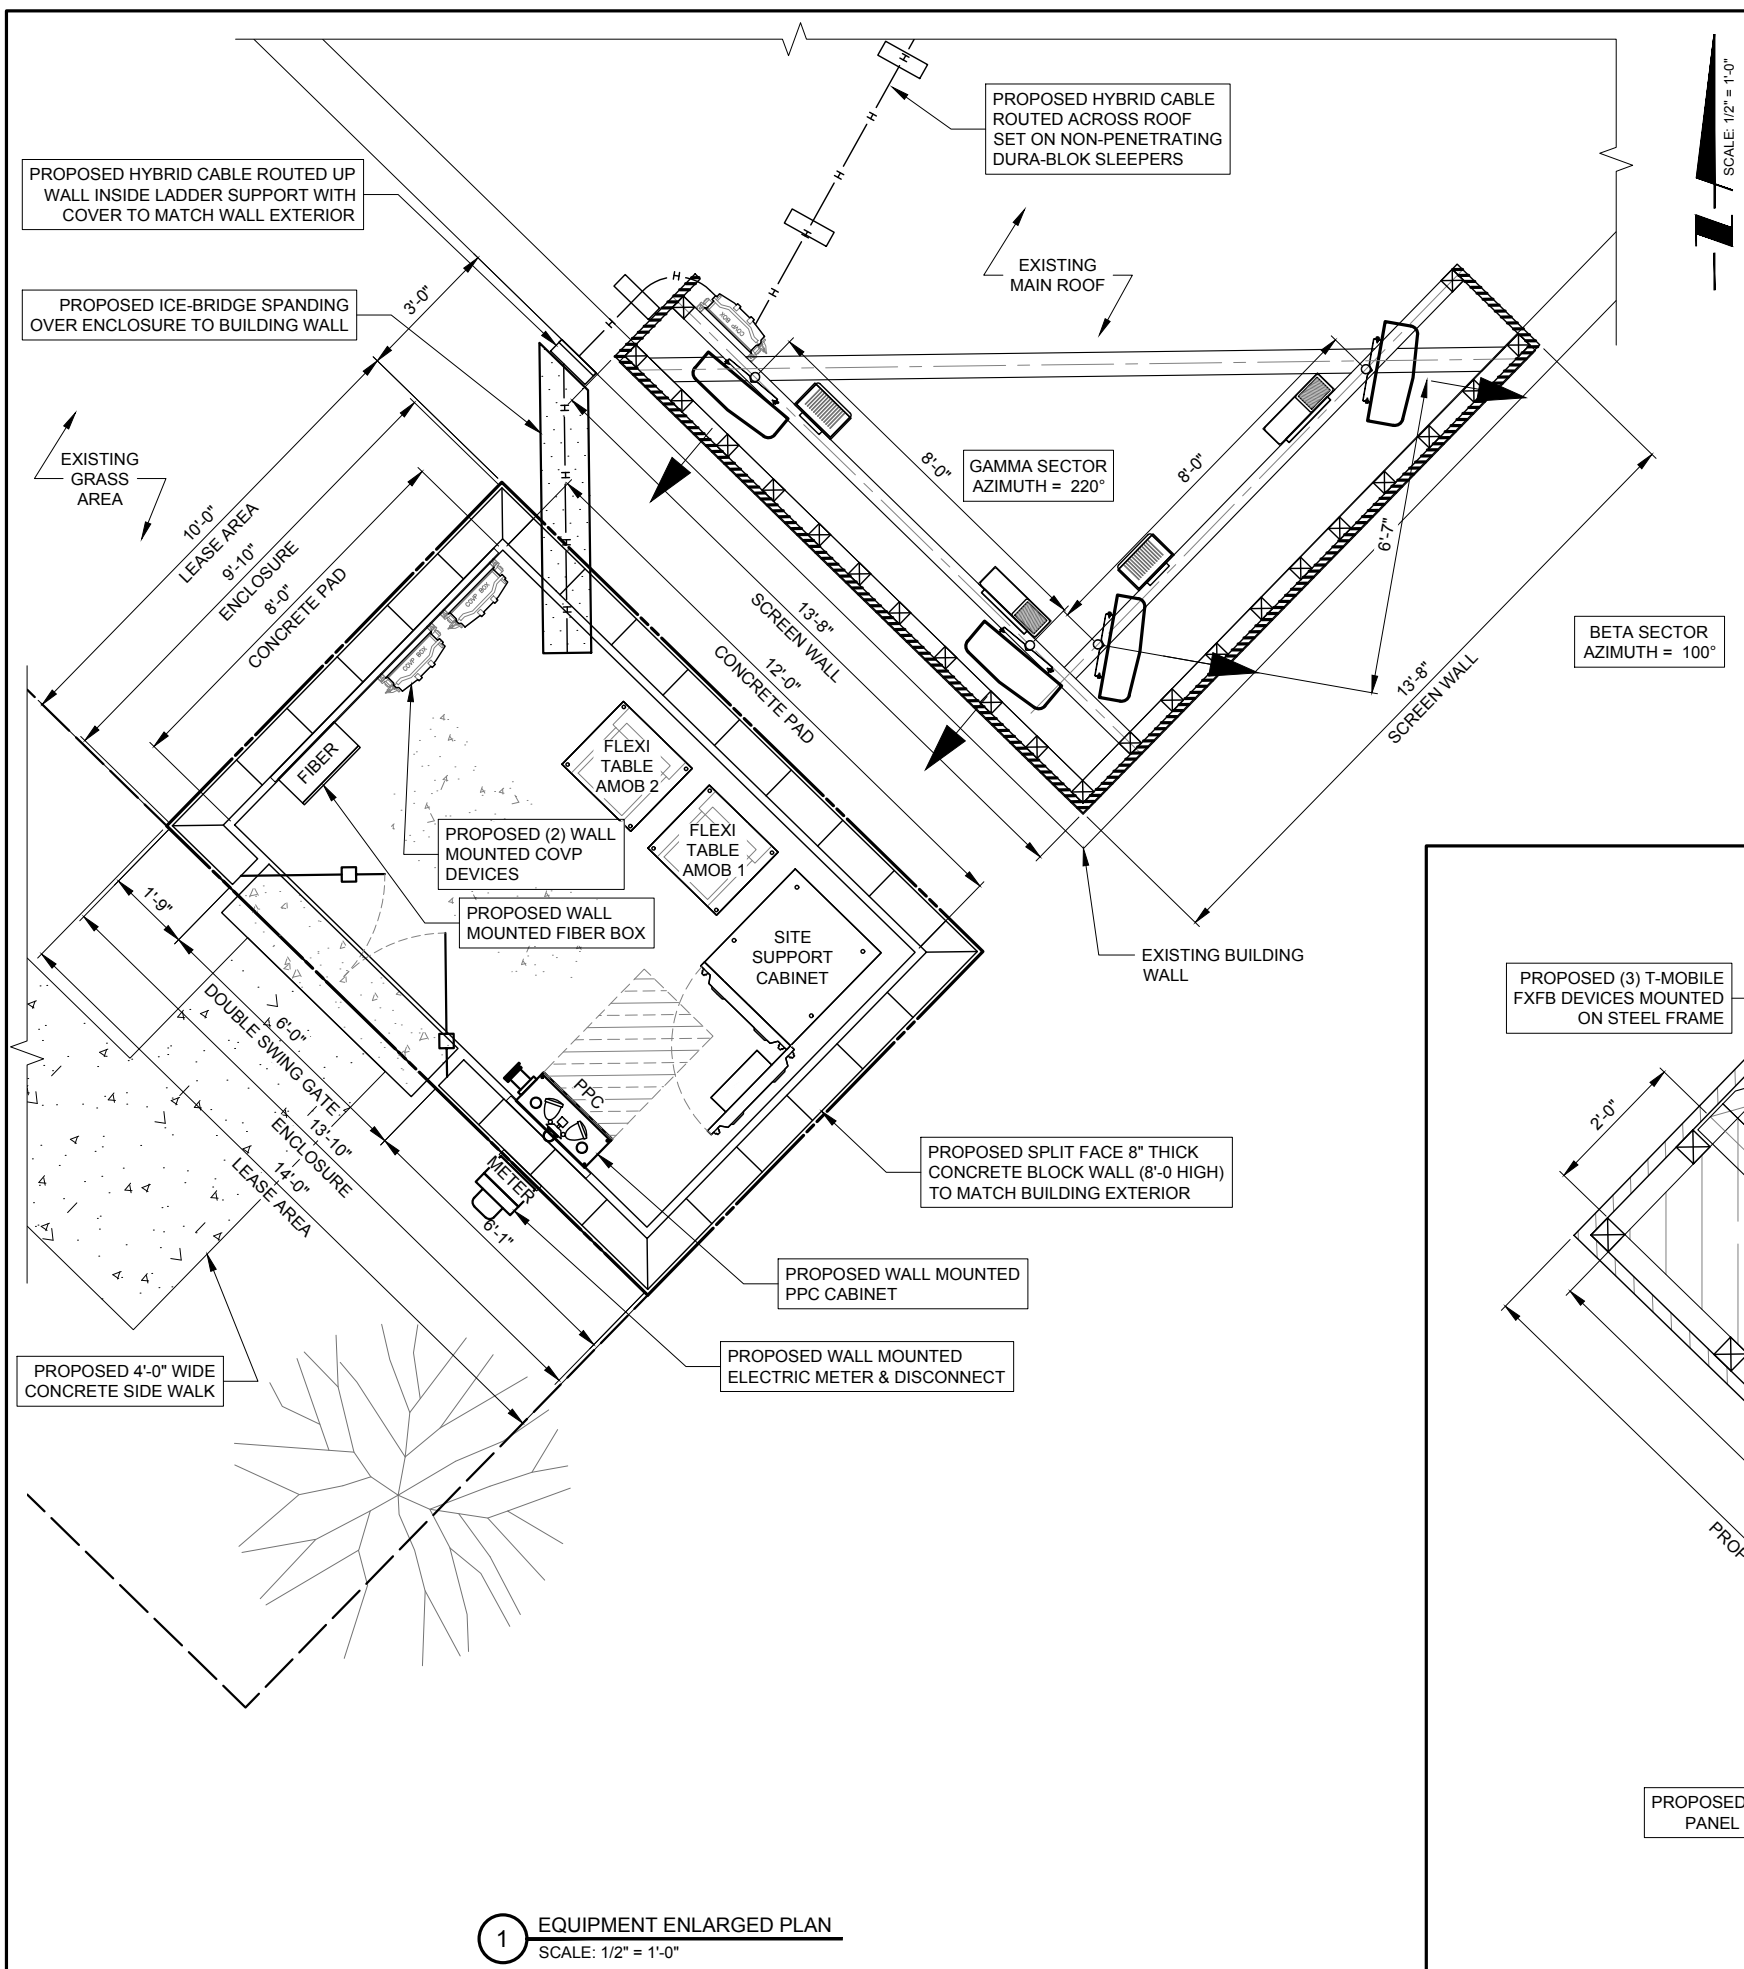 PROPOSED HYBRID CABLE
ROUTED ACROSS ROOF
SET ON NON-PENETRATING
DURA-BLOK SLEEPERS
SCALE: 1/2" = 1'-0"
PROPOSED HYBRID CABLE ROUTED UP
WALL INSIDE LADDER SUPPORT WITH
COVER TO MATCH WALL EXTERIOR
PROPOSED ICE-BRIDGE SPANDING
OVER ENCLOSURE TO BUILDING WALL
3'-0"
EXISTING
MAIN ROOF
H
H
H
H
H
H
H
H
H
H
H
COVP BOX
EXISTING
GRASS
AREA
10'-0"
LEASE AREA
9'-10"
ENCLOSURE
8'-0"
CONCRETE PAD
8'-0"
GAMMA SECTOR
AZIMUTH = 220°
8'-0"
6'-7"
13'-8"
SCREEN WALL
12'-0"
CONCRETE PAD
BETA SECTOR
AZIMUTH = 100°
13'-8"
SCREEN WALL
COVP BOX
COVP BOX
FIBER
FLEXI
TABLE
AMOB 2
FLEXI
TABLE
AMOB 1
PROPOSED (2) WALL
MOUNTED COVP
DEVICES
PROPOSED WALL
MOUNTED FIBER BOX
SITE
SUPPORT
CABINET
EXISTING BUILDING
WALL
1'-9"
6'-0"
DOUBLE SWING GATE
13'-10"
ENCLOSURE
14'-0"
LEASE AREA
PPC
METER
6'-1"
PROPOSED SPLIT FACE 8" THICK
CONCRETE BLOCK WALL (8'-0 HIGH)
TO MATCH BUILDING EXTERIOR
PROPOSED WALL MOUNTED
PPC CABINET
PROPOSED WALL MOUNTED
ELECTRIC METER & DISCONNECT
PROPOSED 4'-0" WIDE
CONCRETE SIDE WALK
PROPOSED (3) T-MOBILE
FXFB DEVICES MOUNTED
ON STEEL FRAME
2'-0"
PROP
PROPOSED
PANEL
1
EQUIPMENT ENLARGED PLAN
SCALE: 1/2" = 1'-0"